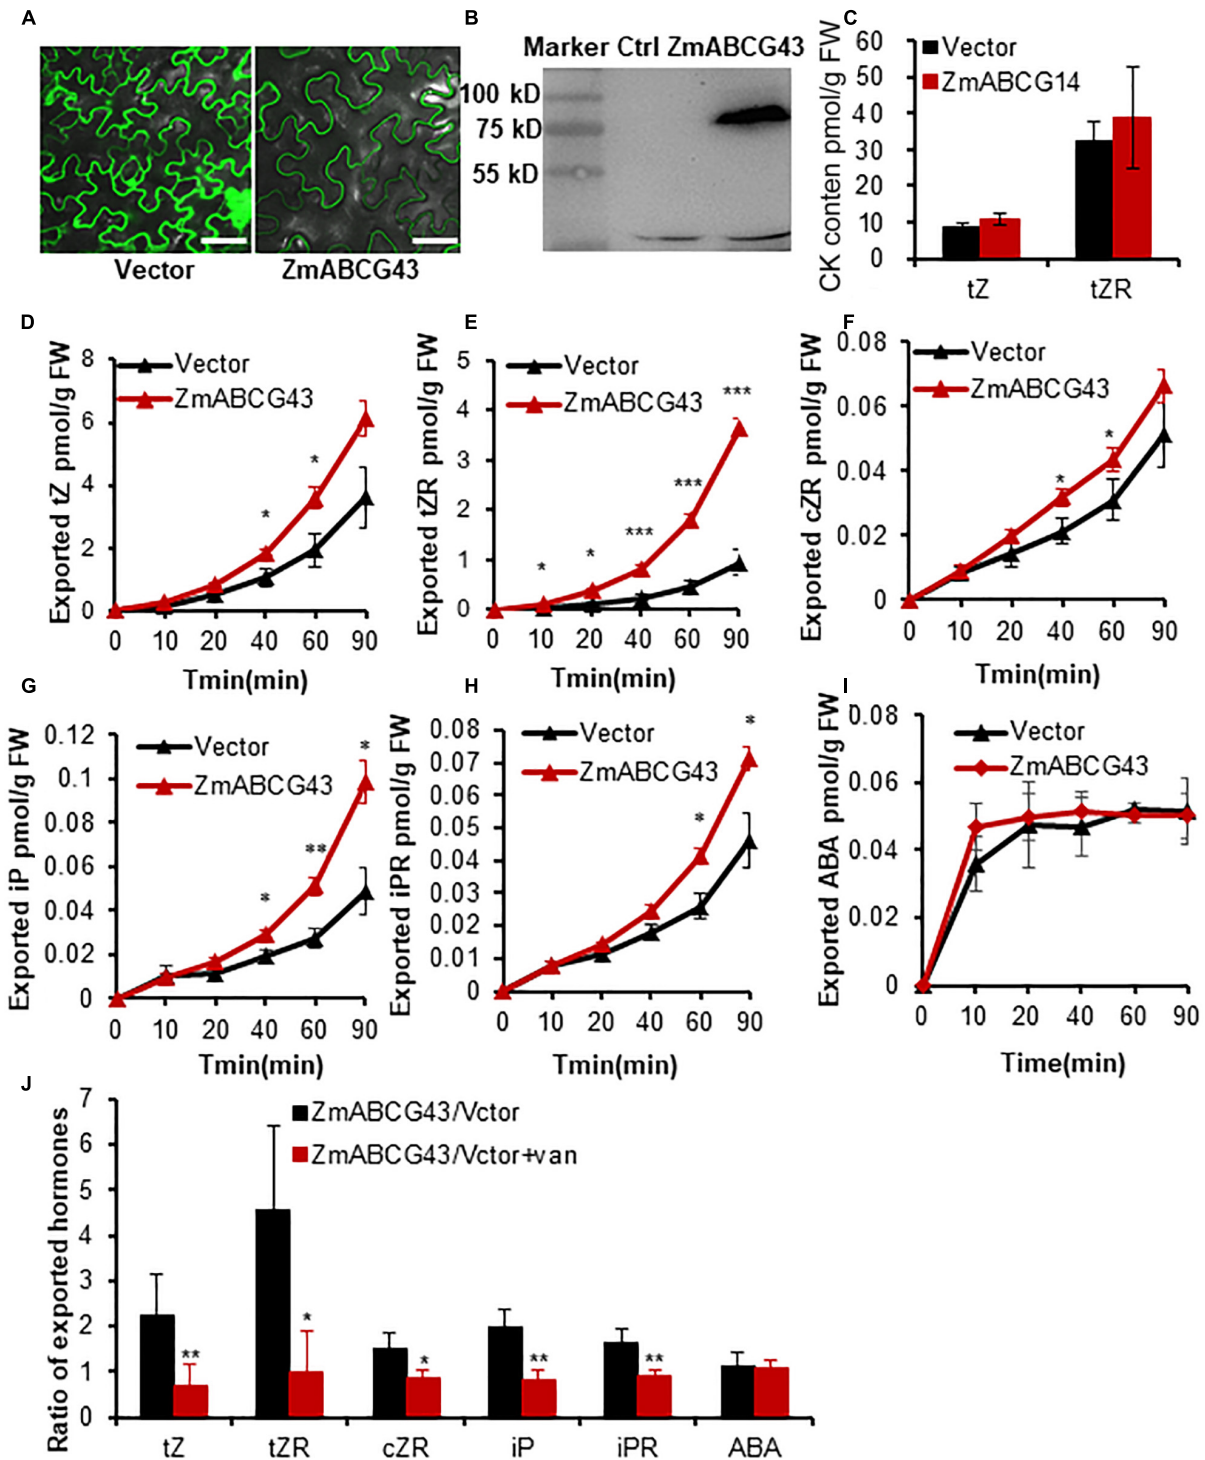 A
Vector
ZmABCG43
B
Marker Ctrl ZmABCG43
100 kD
75 kD
55 kD
C
CK conten pmol/g FW
60
50
40
30
20
10
0
Vector
ZmABCG14
tZ
tZR
D
Exported tZ pmol/g FW
8
6
4
2
0
Vector
ZmABCG43
*
*
0 10 20 40 60 90
Tmin(min)
E
Exported tZR pmol/g FW
5
4
3
2
1
0
Vector
ZmABCG43
*
*
***
***
***
0 10 20 40 60 90
Tmin(min)
F
Exported cZR pmol/g FW
0.08
0.06
0.04
0.02
0
Vector
ZmABCG43
*
*
0 10 20 40 60 90
Tmin(min)
G
Exported iP pmol/g FW
0.12
0.1
0.08
0.06
0.04
0.02
0
Vector
ZmABCG43
*
**
*
0 10 20 40 60 90
Tmin(min)
H
Exported iPR pmol/g FW
0.08
0.07
0.06
0.05
0.04
0.03
0.02
0.01
0
Vector
ZmABCG43
*
*
0 10 20 40 60 90
Tmin(min)
I
Exported ABA pmol/g FW
0.08
0.06
0.04
0.02
0
Vector
ZmABCG43
0 10 20 40 60 90
Time(min)
J
Ratio of exported hormones
7
6
5
4
3
2
1
0
ZmABCG43/Vctor
ZmABCG43/Vctor+van
**
*
*
**
**
tZ tZR cZR iP iPR ABA